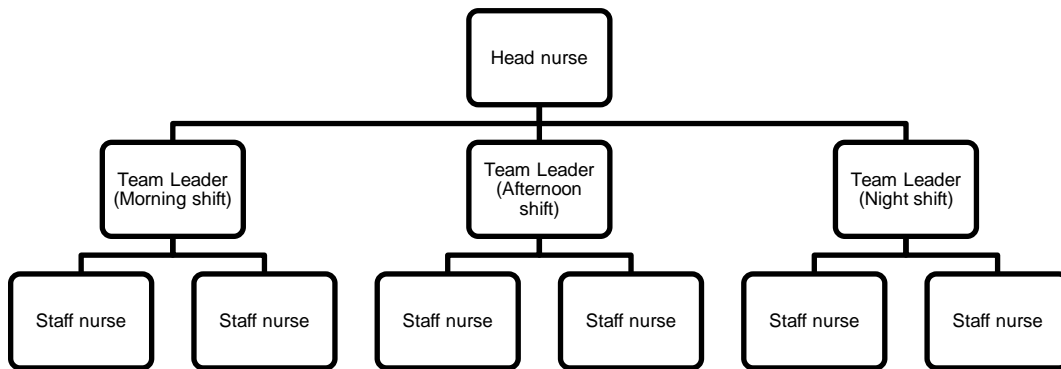 Head nurse
Team Leader
(Morning shift)
Team Leader
(Afternoon
shift)
Team Leader
(Night shift)
Staff nurse
Staff nurse
Staff nurse
Staff nurse
Staff nurse
Staff nurse